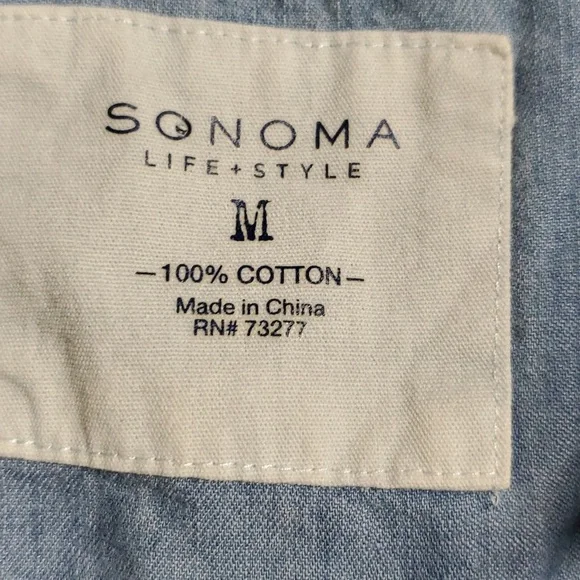 SONOMA
LIFE + STYLE
M
— 100% COTTON —
Made in China
RN# 73277